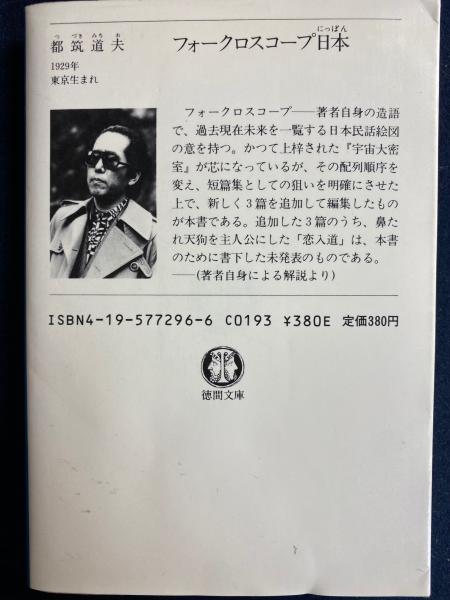 都筑道夫 フォークロスコープ日本
つづきみちお にっぽん
1929年
東京生まれ
フォークロスコープ——著者自身の造語
で、過去現在未来を一覧する日本民話絵図
の意を持つ。かつて上梓された『宇宙大密
室』が芯になっているが、その配列順序を
変え、短篇集としての狙いを明確にさせた
上で、新しく3篇を追加して編集したもの
が本書である。追加した3篇のうち、鼻た
れ天狗を主人公にした「恋入道」は、本書
のために書下した未発表のものである。
——(著者自身による解説より)
ISBN4-19-577296-6 C0193 ¥380E 定価380円
徳間文庫